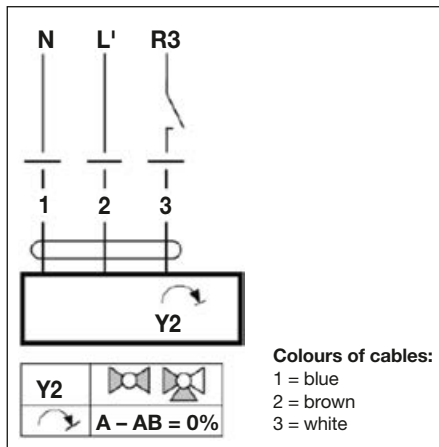 N L' R3
1 2 3
Y2
Y2
A – AB = 0%
Colours of cables:
1 = blue
2 = brown
3 = white